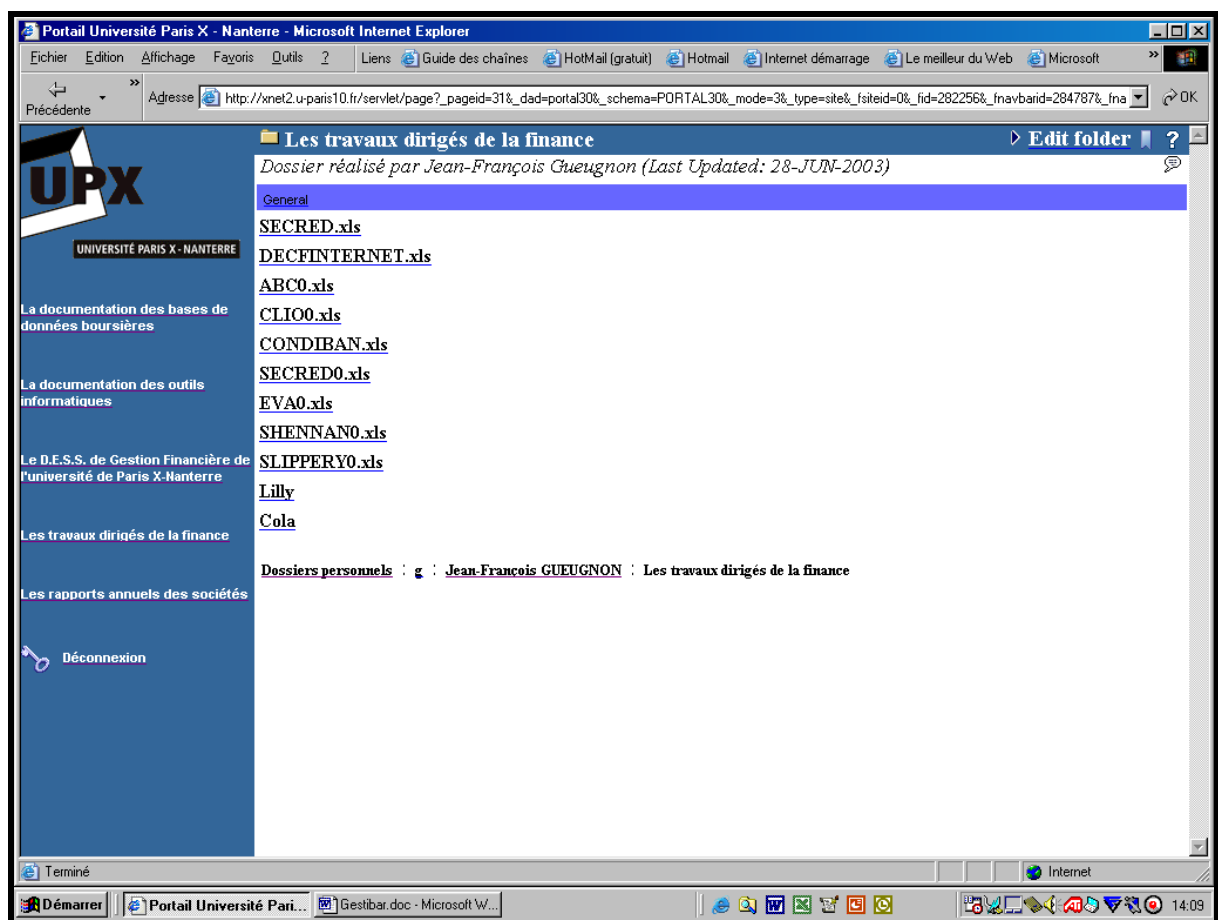 Portail Université Paris X - Nanterre - Microsoft Internet Explorer
Fichier Edition Affichage Favoris Outils ? Liens Guide des chaînes HotMail (gratuit) Hotmail Internet démarrage Le meilleur du Web Microsoft »
Précédente » Adresse http://xnet2.u-paris10.fr/servlet/page?_pageid=31&_dad=portal30&_schema=PORTAL30&_mode=3&_type=site&_fsiteid=0&_fid=282256&_fnavbarid=284787&_fna OK
UPX
UNIVERSITÉ PARIS X - NANTERRE
La documentation des bases de
données boursières
La documentation des outils
informatiques
Le D.E.S.S. de Gestion Financière de
l'université de Paris X-Nanterre
Les travaux dirigés de la finance
Les rapports annuels des sociétés
Déconnexion
Les travaux dirigés de la finance Edit folder ?
Dossier réalisé par Jean-François Gueugnon (Last Updated: 28-JUN-2003)
General
SECRED.xls
DECFINTERNET.xls
ABC0.xls
CLIO0.xls
CONDIBAN.xls
SECRED0.xls
EVA0.xls
SHENNAN0.xls
SLIPPERY0.xls
Lilly
Cola
Dossiers personnels : g : Jean-François GUEUGNON : Les travaux dirigés de la finance
Terminé Internet
Démarrer Portail Université Pari... Gestibar.doc - Microsoft W... 14:09